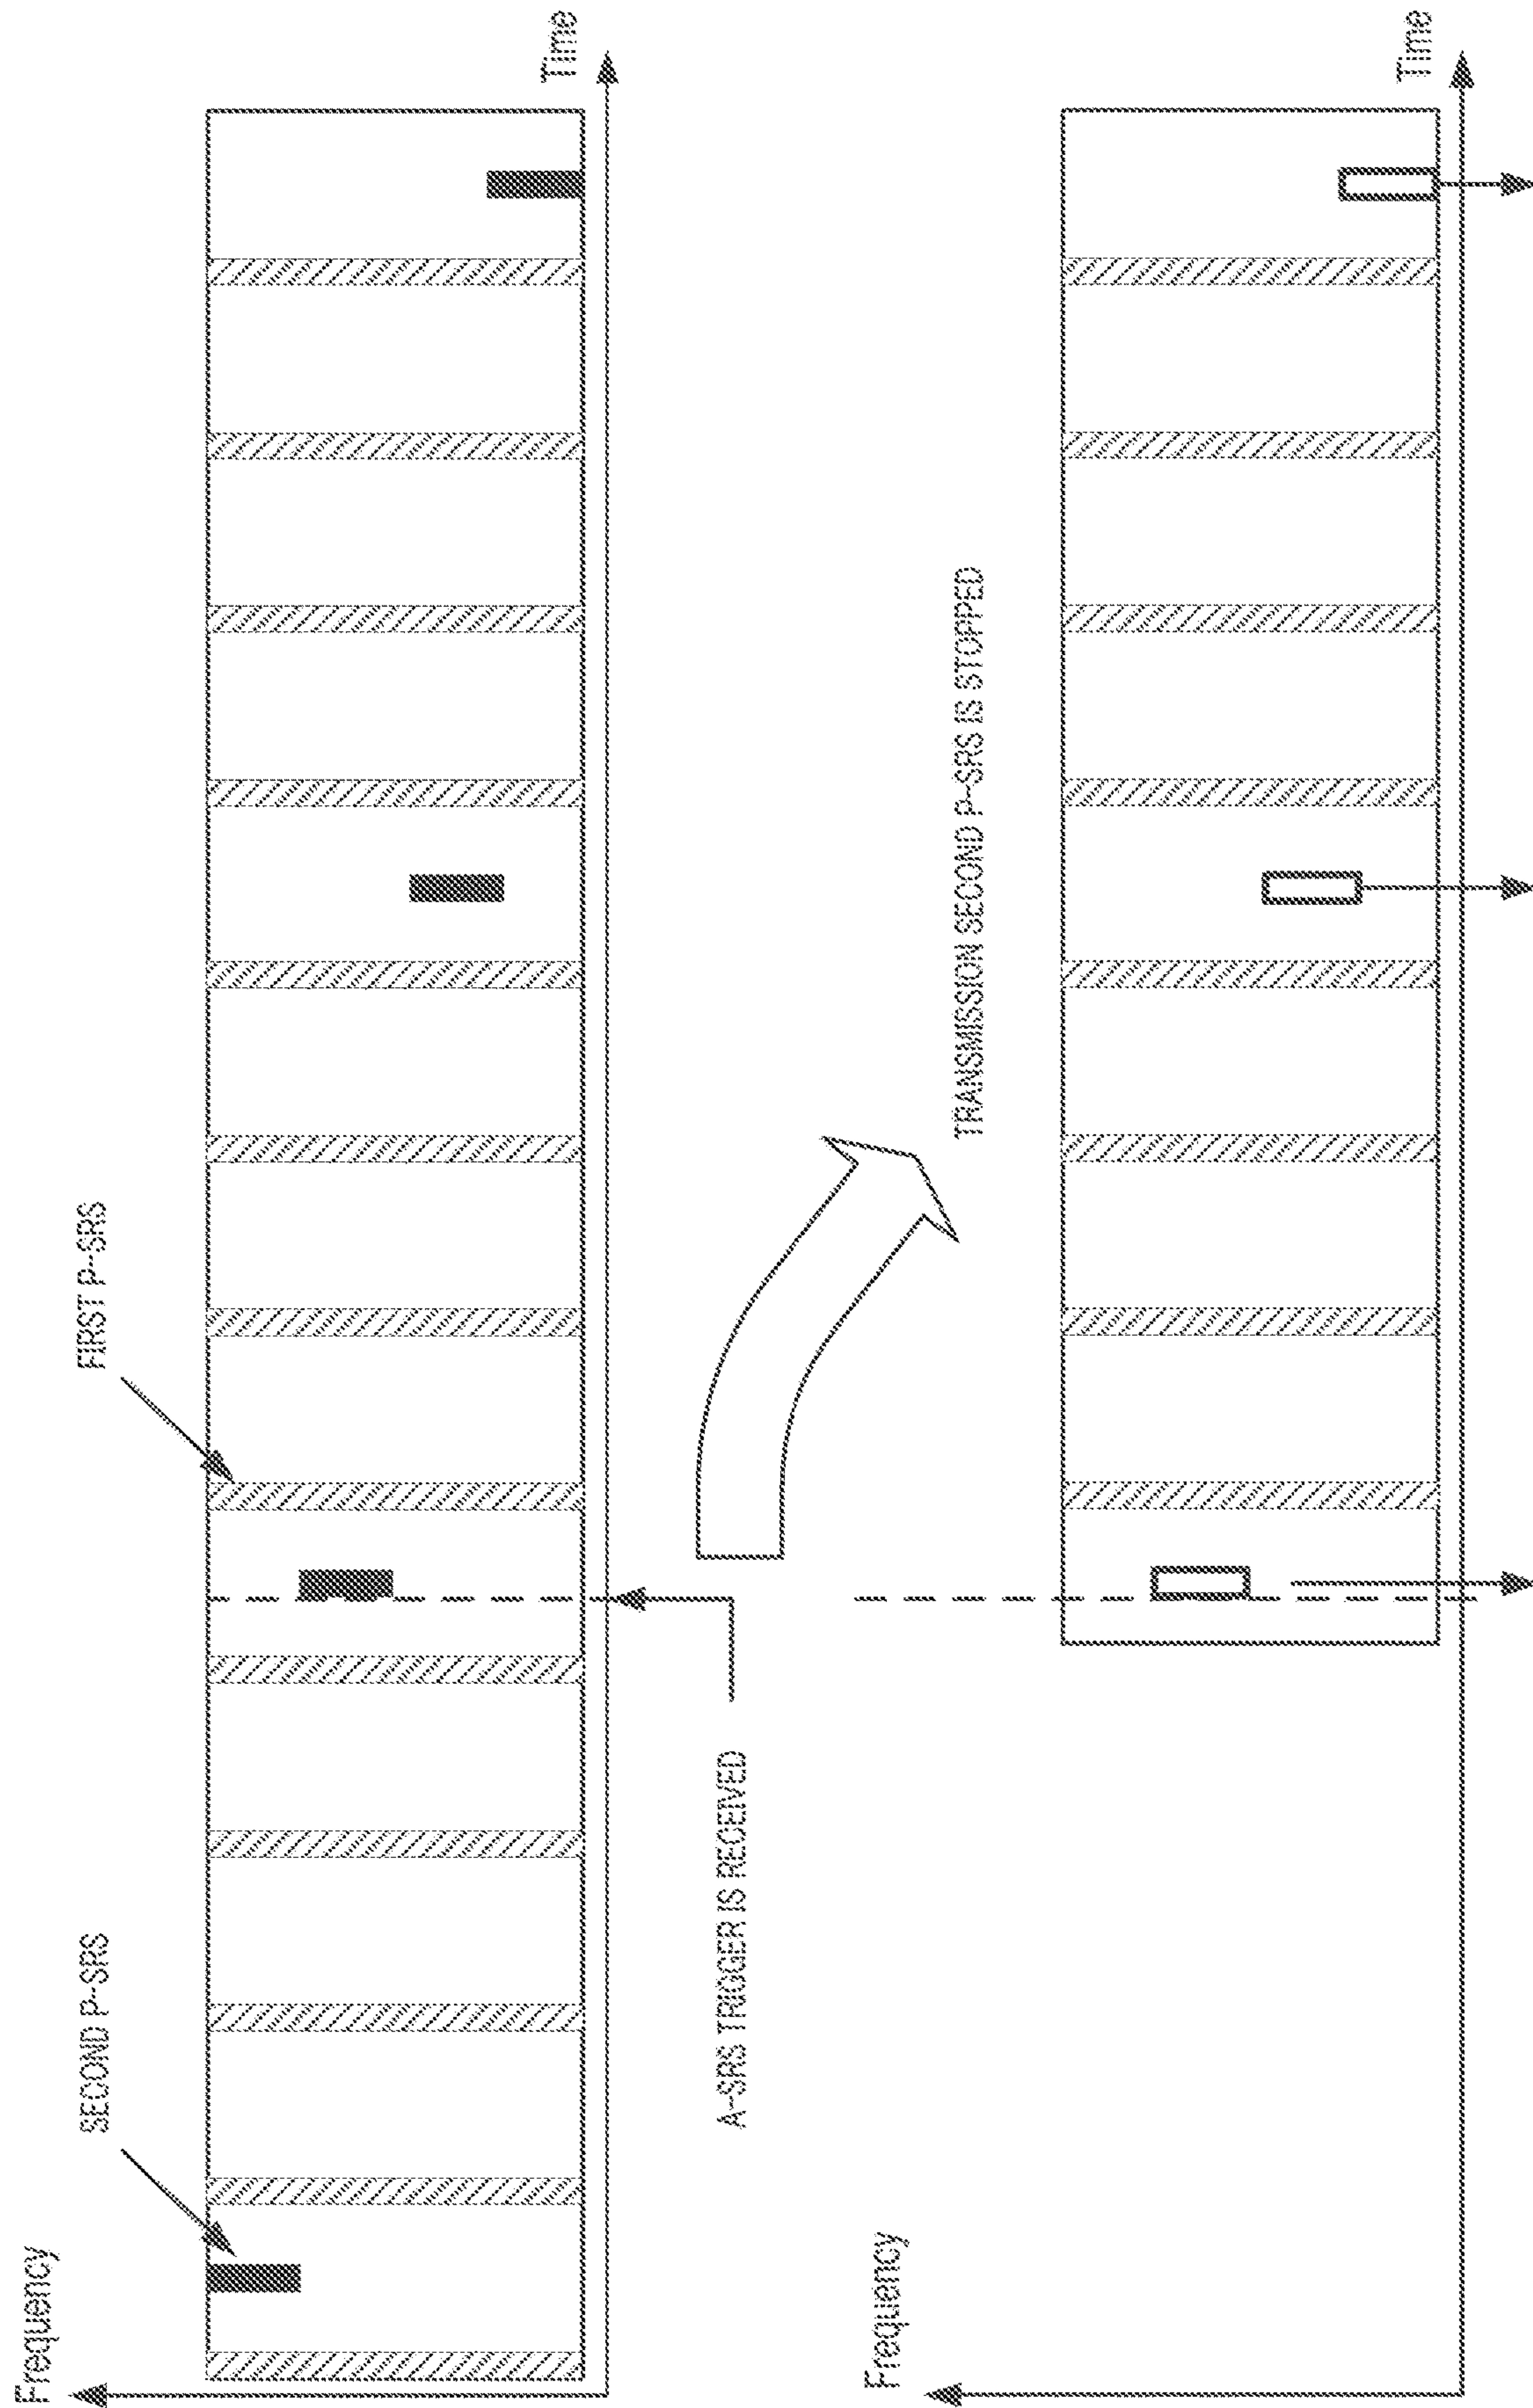 Frequency
SECOND P-SRS
FIRST P-SRS
Time
A-SRS TRIGGER IS RECEIVED
TRANSMISSION SECOND P-SRS IS STOPPED
Frequency
Time